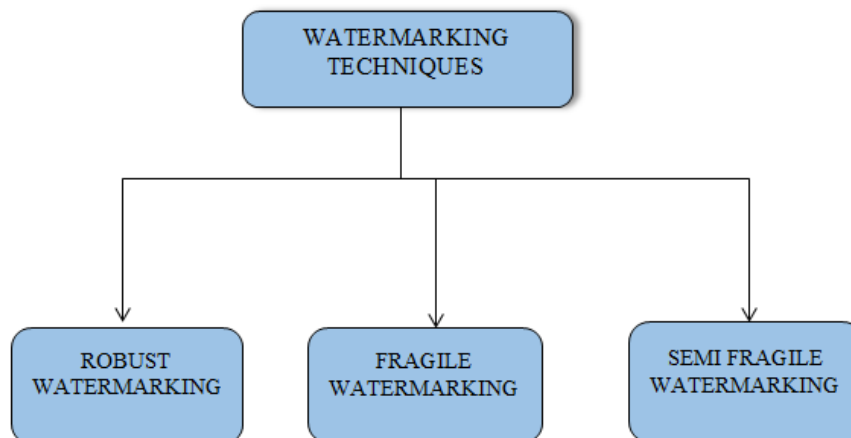 WATERMARKING
TECHNIQUES
ROBUST
WATERMARKING
FRAGILE
WATERMARKING
SEMI FRAGILE
WATERMARKING